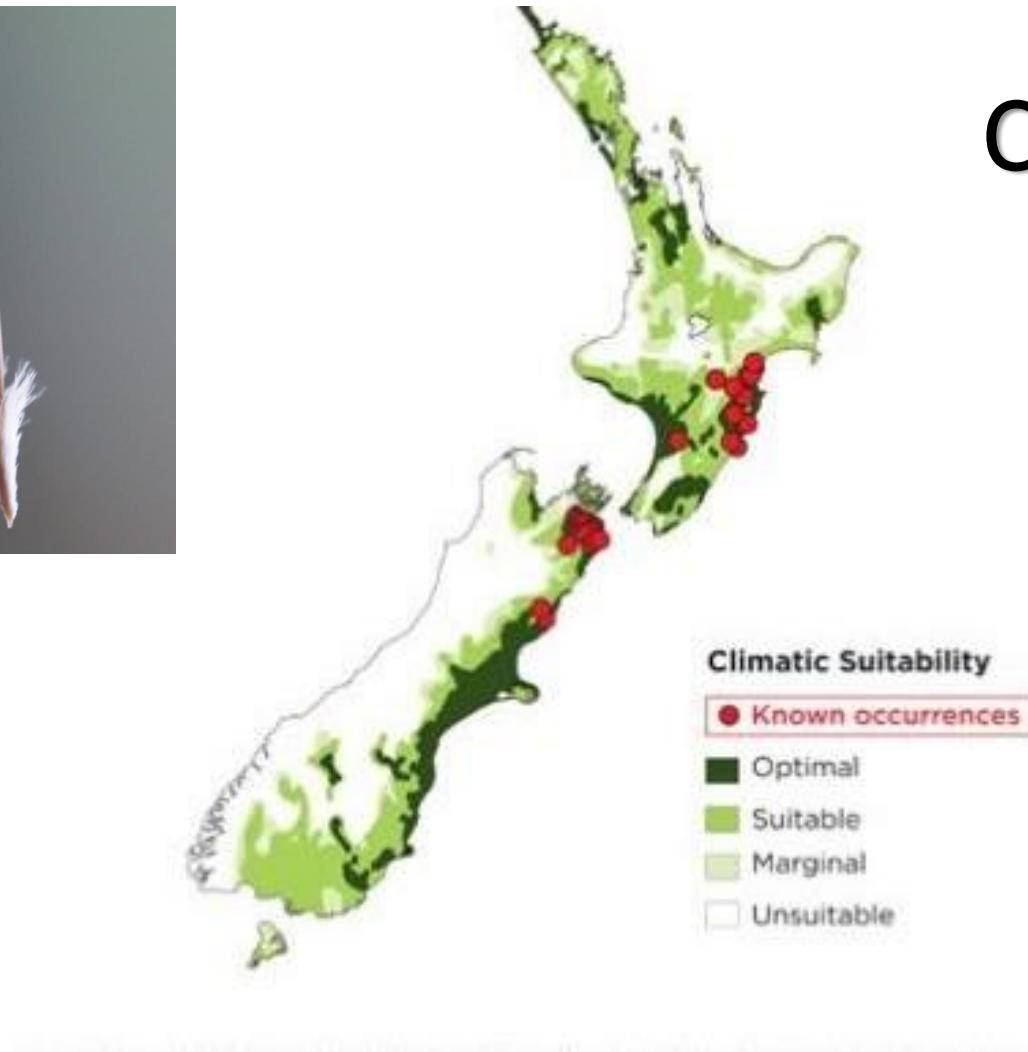 C
Climatic Suitability
Known occurrences
Optimal
Suitable
Marginal
Unsuitable